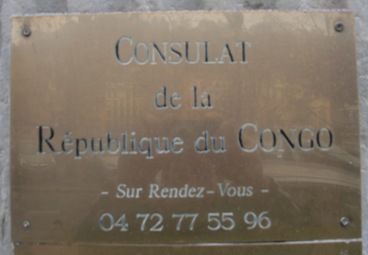 CONSULAT
de la
République du CONGO
- Sur Rendez-Vous -
04 72 77 55 96